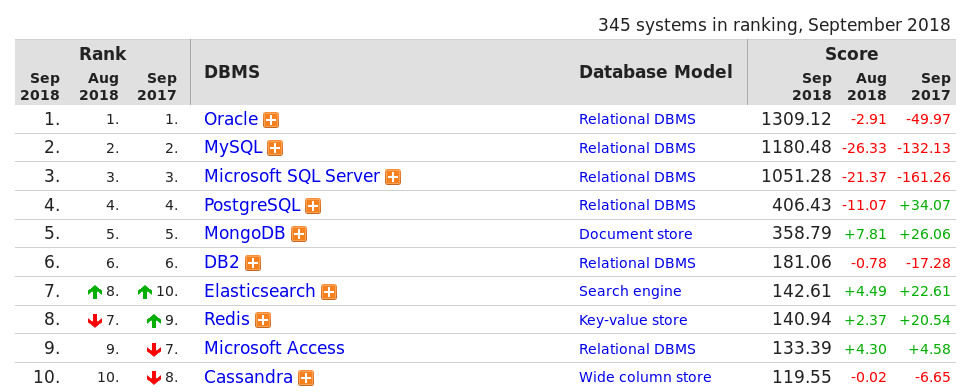 345 systems in ranking, September 2018
Rank Score
Sep Aug Sep DBMS Database Model Sep Aug Sep
2018 2018 2017 2018 2018 2017
1. 1. 1. Oracle Relational DBMS 1309.12 -2.91 -49.97
2. 2. 2. MySQL Relational DBMS 1180.48 -26.33 -132.13
3. 3. 3. Microsoft SQL Server Relational DBMS 1051.28 -21.37 -161.26
4. 4. 4. PostgreSQL Relational DBMS 406.43 -11.07 +34.07
5. 5. 5. MongoDB Document store 358.79 +7.81 +26.06
6. 6. 6. DB2 Relational DBMS 181.06 -0.78 -17.28
7. 8. 10. Elasticsearch Search engine 142.61 +4.49 +22.61
8. 7. 9. Redis Key-value store 140.94 +2.37 +20.54
9. 9. 7. Microsoft Access Relational DBMS 133.39 +4.30 +4.58
10. 10. 8. Cassandra Wide column store 119.55 -0.02 -6.65